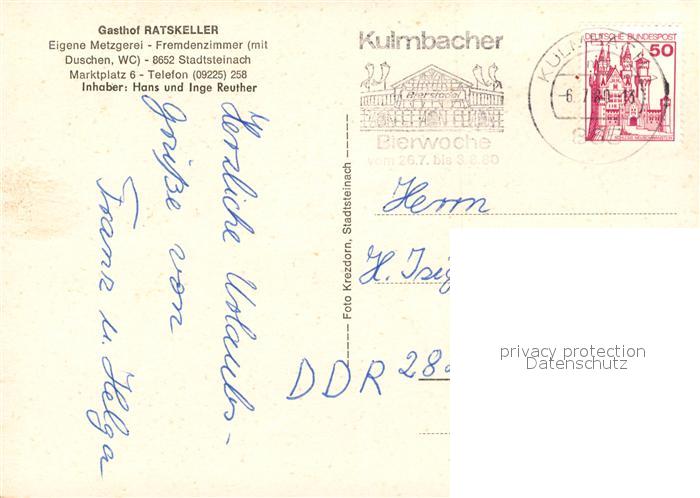 Gasthof RATSKELLER
Eigene Metzgerei - Fremdenzimmer (mit
Duschen, WC) - 8652 Stadtsteinach
Marktplatz 6 - Telefon (09225) 258
Inhaber: Hans und Inge Reuther
Herzliche Urlaubs-
grüße von
Franz u. Helga
— Foto Krezdorn, Stadtsteinach —
Kulmbacher
Bierwoche
vom 26.7. bis 3.8.80
DEUTSCHE BUNDESPOST
50
Herrn
H.
DDR 28
privacy protection
Datenschutz